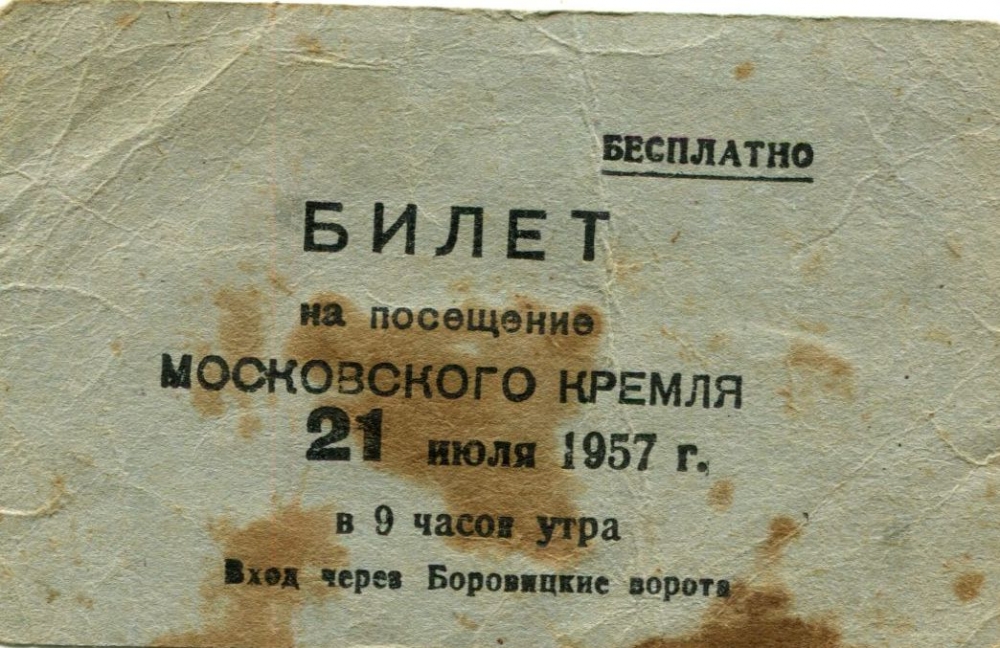 БЕСПЛАТНО
БИЛЕТ
на посещение
МОСКОВСКОГО КРЕМЛЯ
21 июля 1957 г.
в 9 часов утра
Вход через Боровицкие ворота